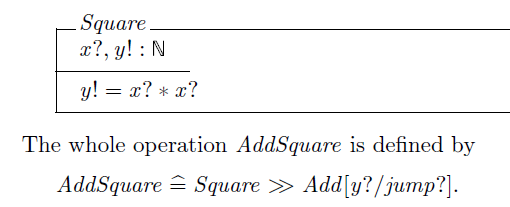 Square
x?, y! : ℕ
y! = x? ∗ x?
The whole operation AddSquare is defined by
AddSquare ≙ Square ≫ Add[y?/jump?].